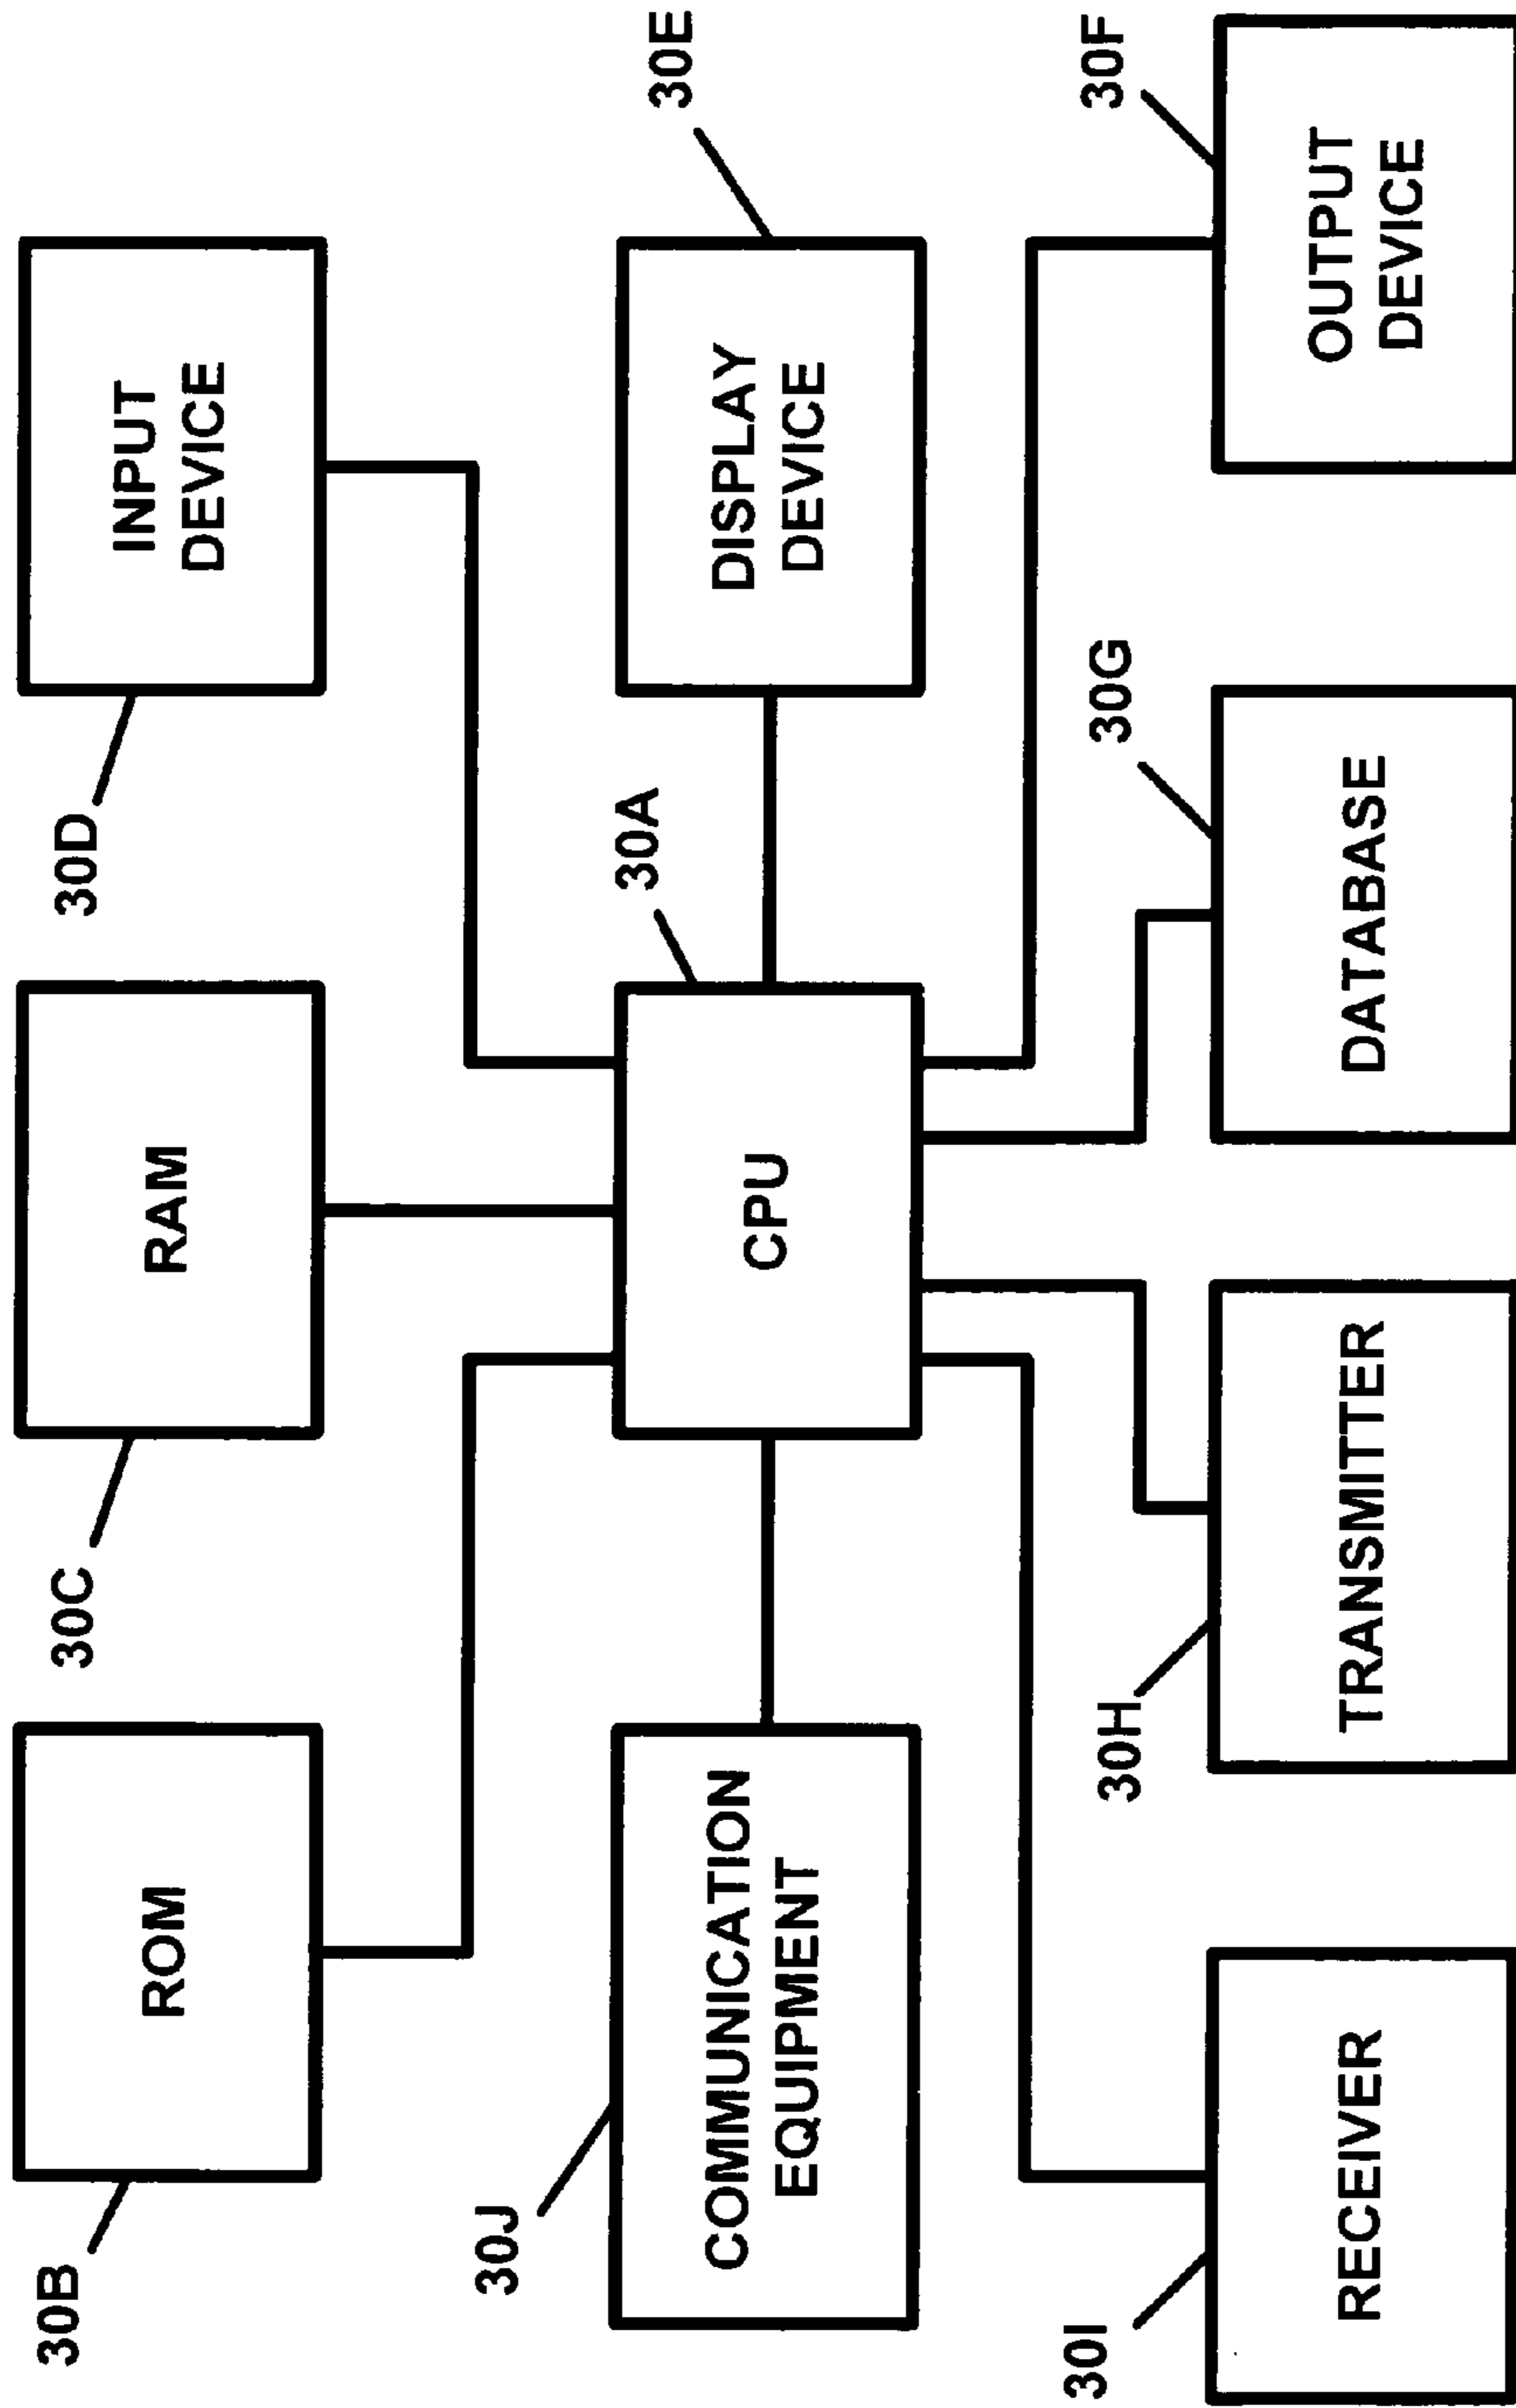 30B
ROM
30C
RAM
30D
INPUT
DEVICE
30J
COMMUNICATION
EQUIPMENT
CPU
30A
DISPLAY
DEVICE
30E
30I
RECEIVER
30H
TRANSMITTER
DATABASE
30G
OUTPUT
DEVICE
30F